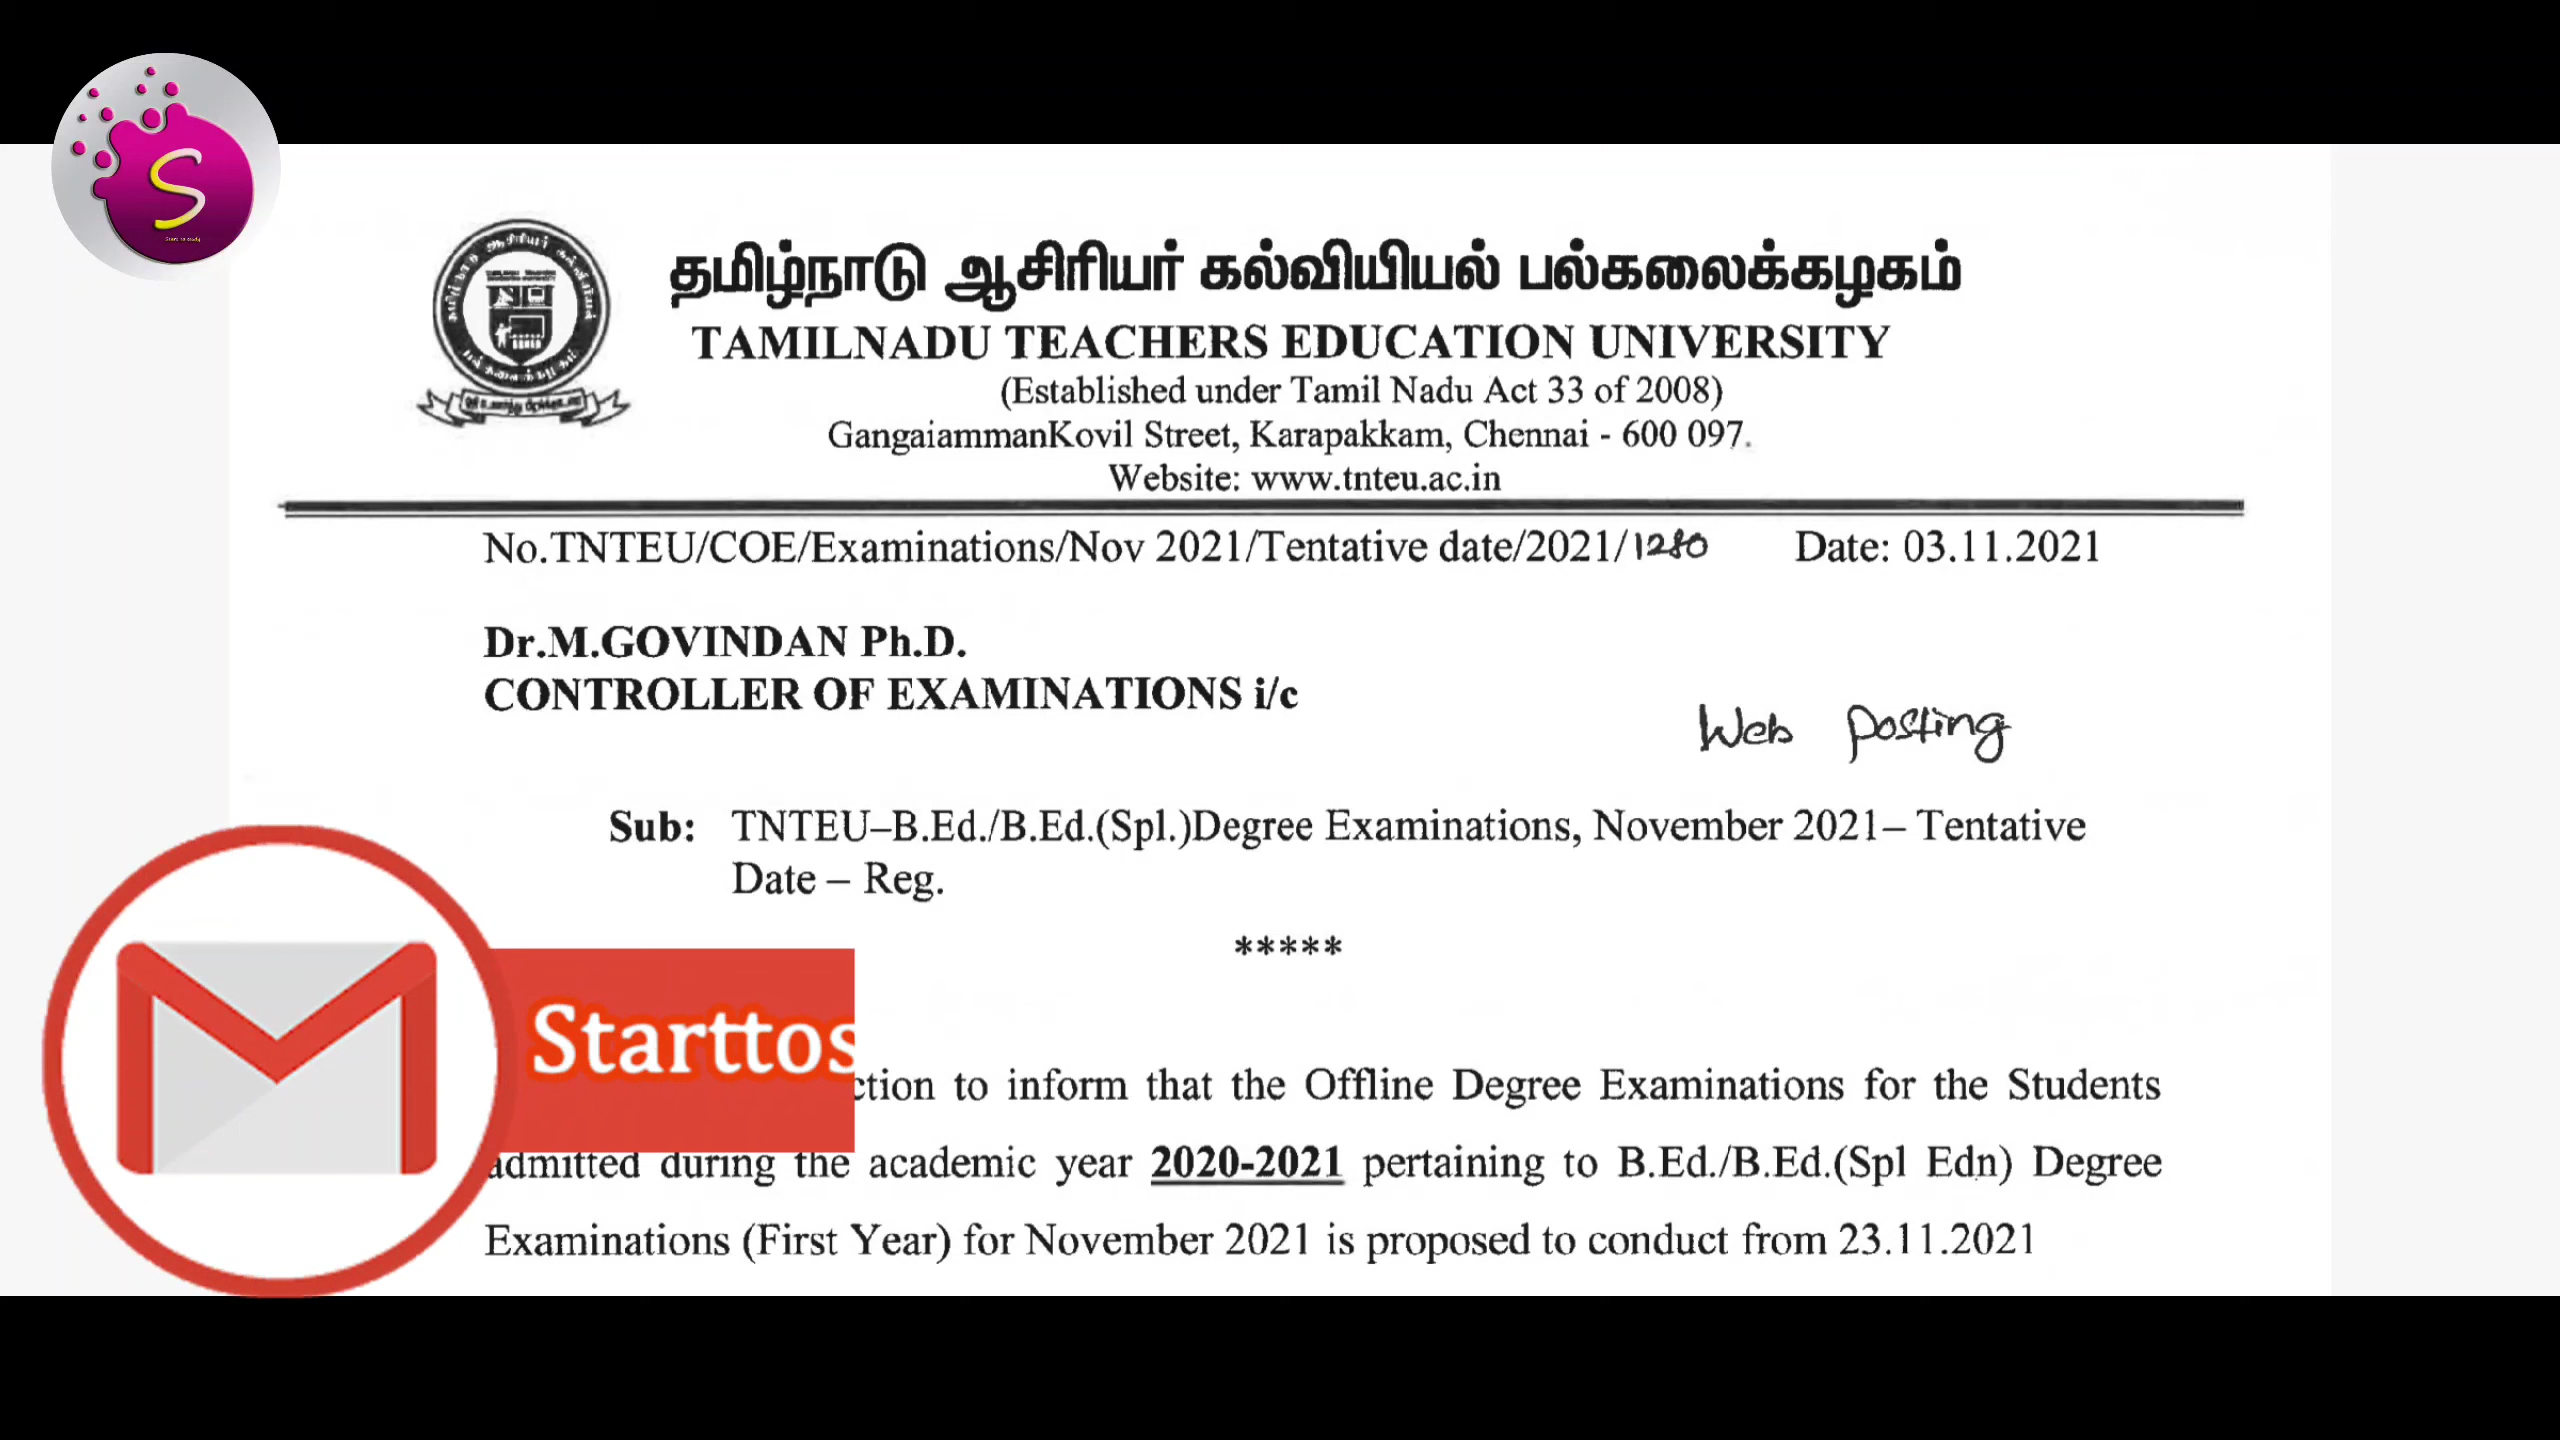 S
Start to study
தமிழ்நாடு ஆசிரியர் கல்வியியல் பல்கலைக்கழகம்
TAMILNADU TEACHERS EDUCATION UNIVERSITY
(Established under Tamil Nadu Act 33 of 2008)
GangaiammanKovil Street, Karapakkam, Chennai - 600 097.
Website: www.tnteu.ac.in
No.TNTEU/COE/Examinations/Nov 2021/Tentative date/2021/1280 Date: 03.11.2021
Dr.M.GOVINDAN Ph.D.
CONTROLLER OF EXAMINATIONS i/c
Web posting
Sub: TNTEU–B.Ed./B.Ed.(Spl.)Degree Examinations, November 2021– Tentative
Date – Reg.
*****
Starttos
ction to inform that the Offline Degree Examinations for the Students
admitted during the academic year 2020-2021 pertaining to B.Ed./B.Ed.(Spl Edn) Degree
Examinations (First Year) for November 2021 is proposed to conduct from 23.11.2021